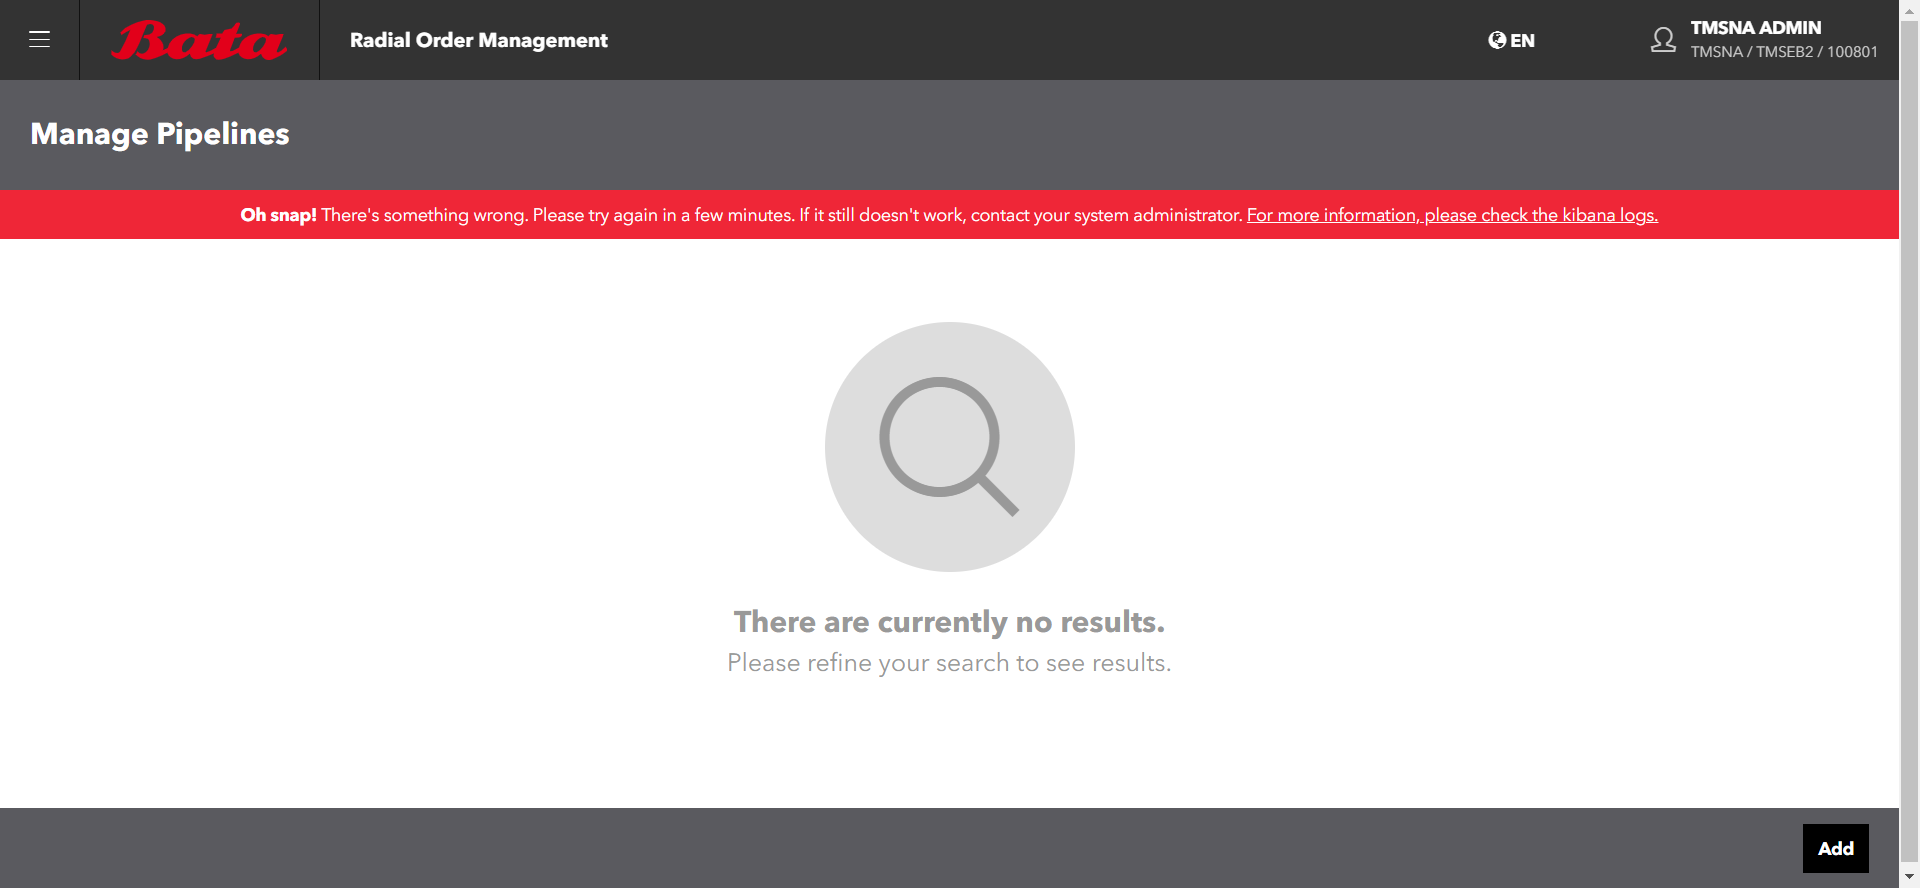 Bata
Radial Order Management
EN
TMSNA ADMIN
TMSNA / TMSEB2 / 100801
Manage Pipelines
Oh snap! There's something wrong. Please try again in a few minutes. If it still doesn't work, contact your system administrator. For more information, please check the kibana logs.
There are currently no results.
Please refine your search to see results.
Add